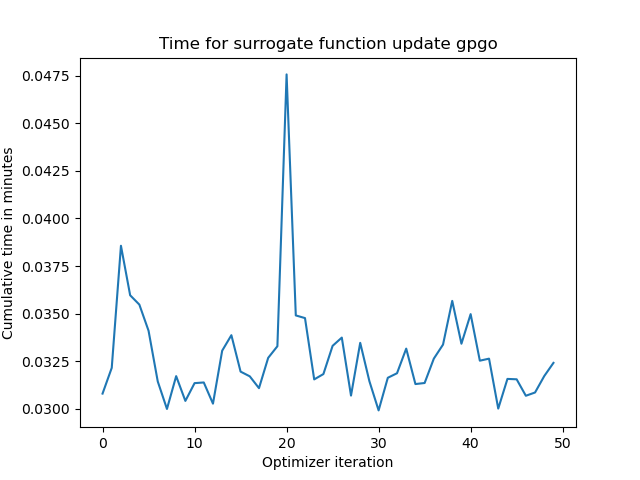 Time for surrogate function update gpgo
0.0475
0.0450
0.0425
0.0400
0.0375
0.0350
0.0325
0.0300
Cumulative time in minutes
0 10 20 30 40 50
Optimizer iteration